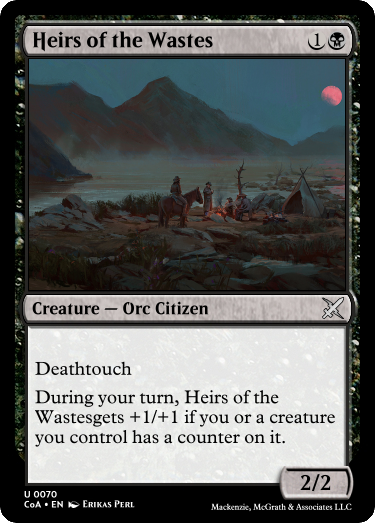 Heirs of the Wastes 1
Creature — Orc Citizen
Deathtouch
During your turn, Heirs of the
Wastesgets +1/+1 if you or a creature
you control has a counter on it.
2/2
U 0070
CoA • EN Erikas Perl
Mackenzie, McGrath & Associates LLC